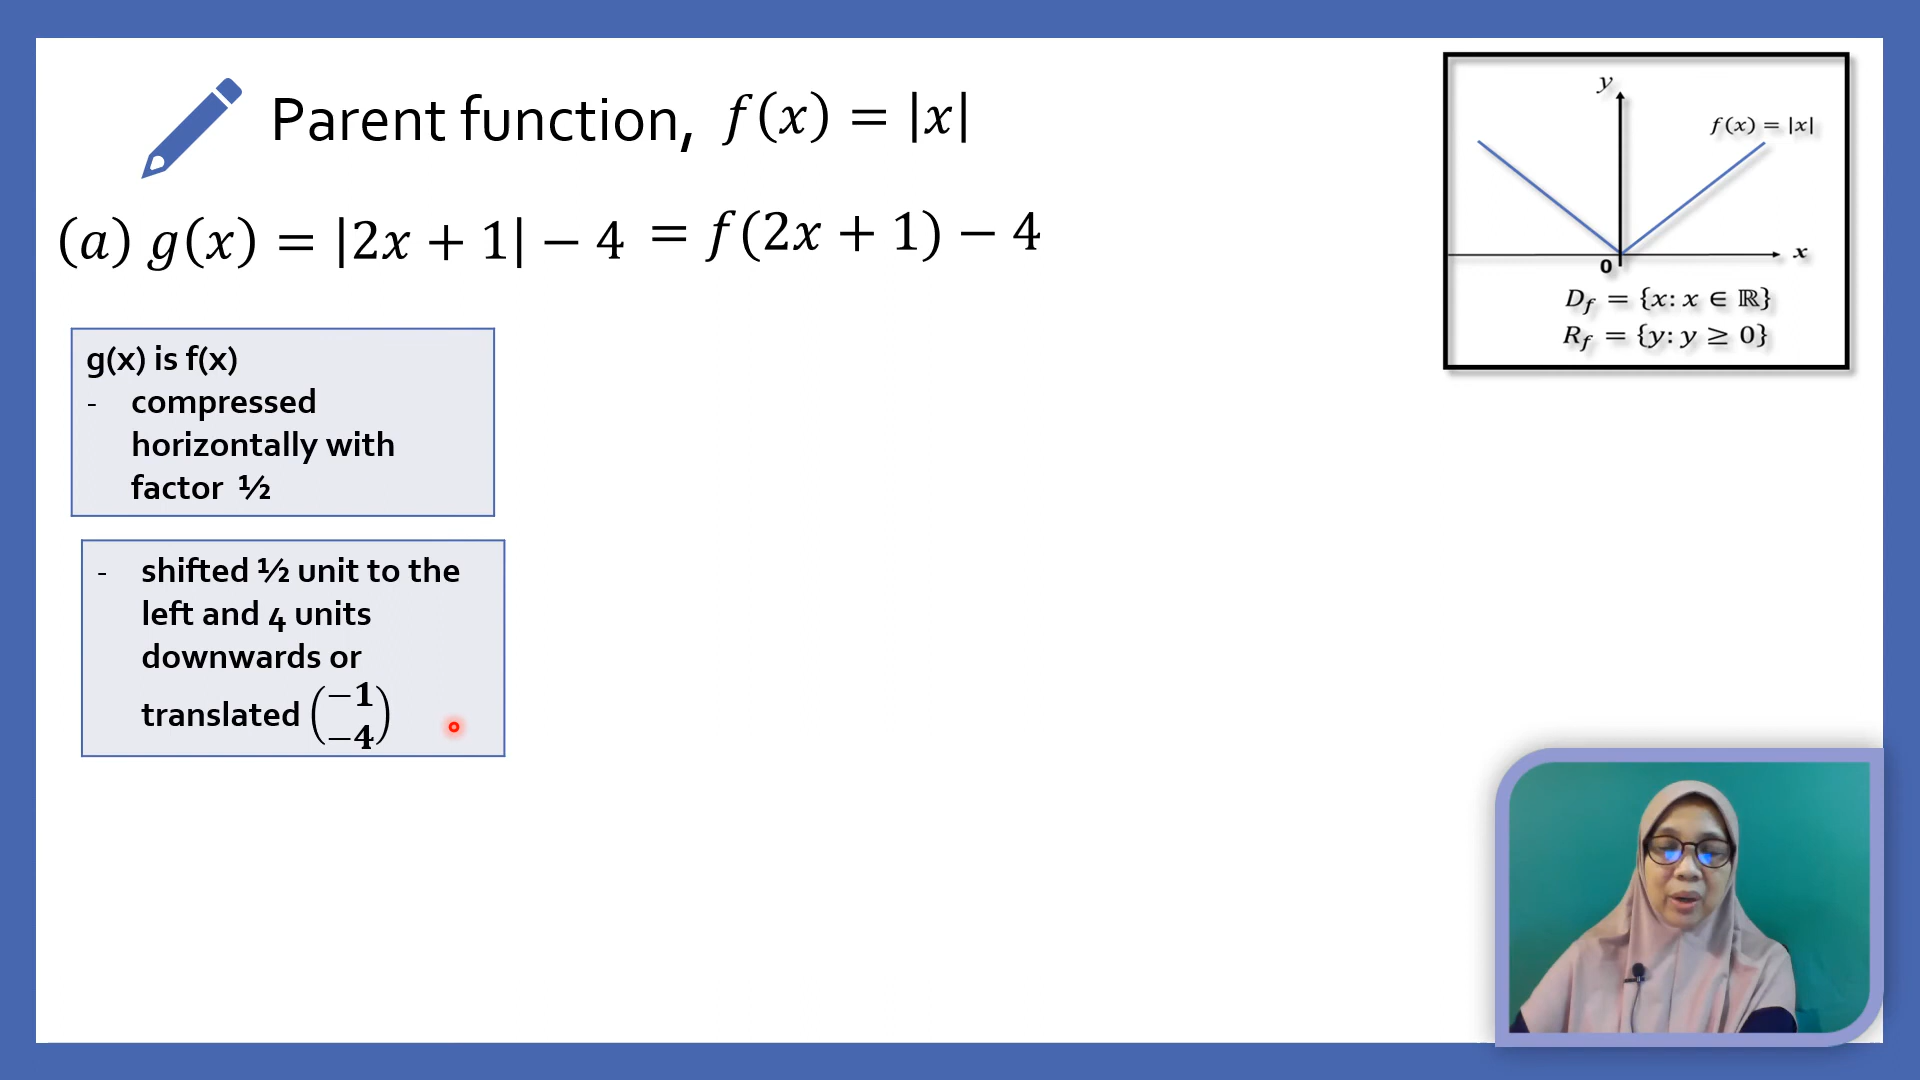 Parent function, f(x) = |x|
(a) g(x) = |2x + 1| − 4 = f(2x + 1) − 4
g(x) is f(x)
- compressed
horizontally with
factor ½
- shifted ½ unit to the
left and 4 units
downwards or
translated (−1
−4)
y
f(x) = |x|
x
0
D_f = {x: x ∈ ℝ}
R_f = {y: y ≥ 0}